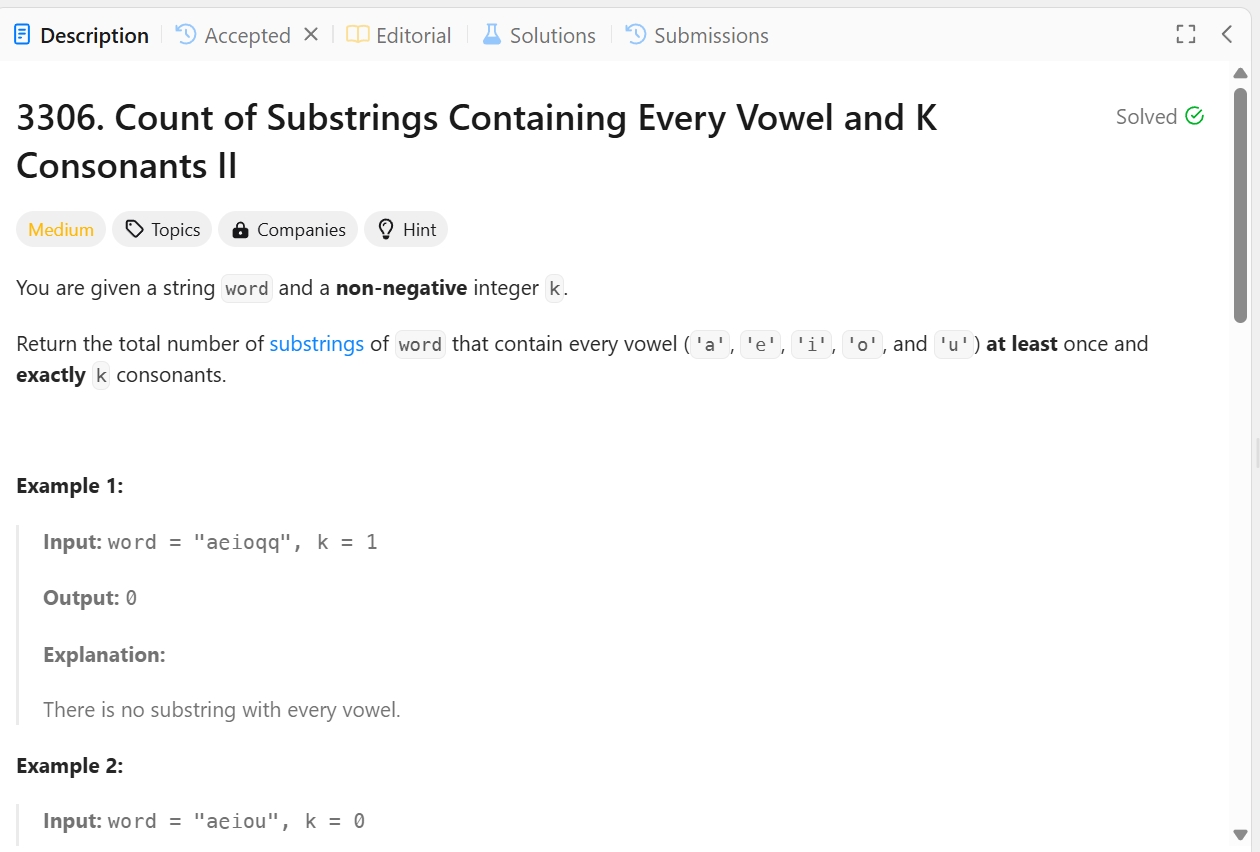 Description Accepted Editorial Solutions Submissions
3306. Count of Substrings Containing Every Vowel and K
Consonants II
Solved
Medium Topics Companies Hint
You are given a string word and a non-negative integer k.
Return the total number of substrings of word that contain every vowel ('a', 'e', 'i', 'o', and 'u') at least once and
exactly k consonants.
Example 1:
Input: word = "aeioqq", k = 1
Output: 0
Explanation:
There is no substring with every vowel.
Example 2:
Input: word = "aeiou", k = 0